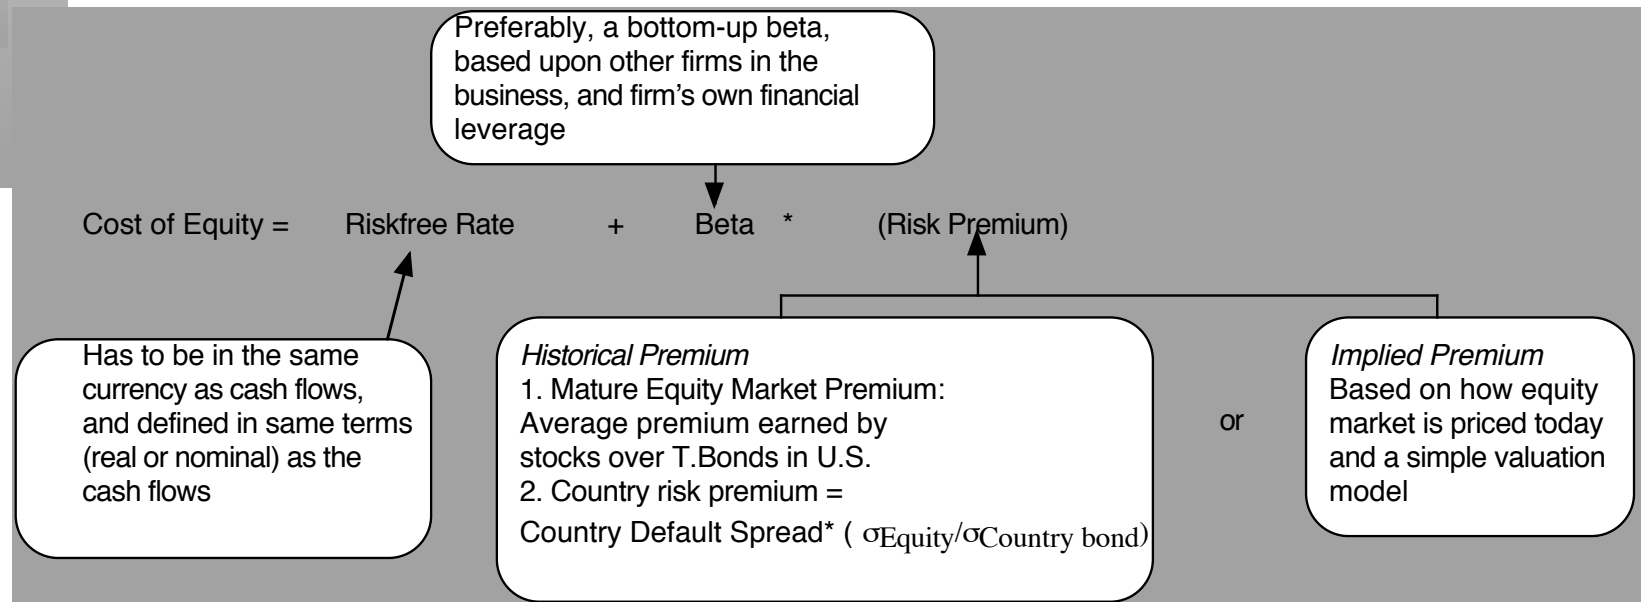 Preferably, a bottom-up beta,
based upon other firms in the
business, and firm's own financial
leverage
Cost of Equity = Riskfree Rate + Beta * (Risk Premium)
Has to be in the same
currency as cash flows,
and defined in same terms
(real or nominal) as the
cash flows
Historical Premium
1. Mature Equity Market Premium:
Average premium earned by
stocks over T.Bonds in U.S.
2. Country risk premium =
Country Default Spread* ( σEquity/σCountry bond)
or
Implied Premium
Based on how equity
market is priced today
and a simple valuation
model